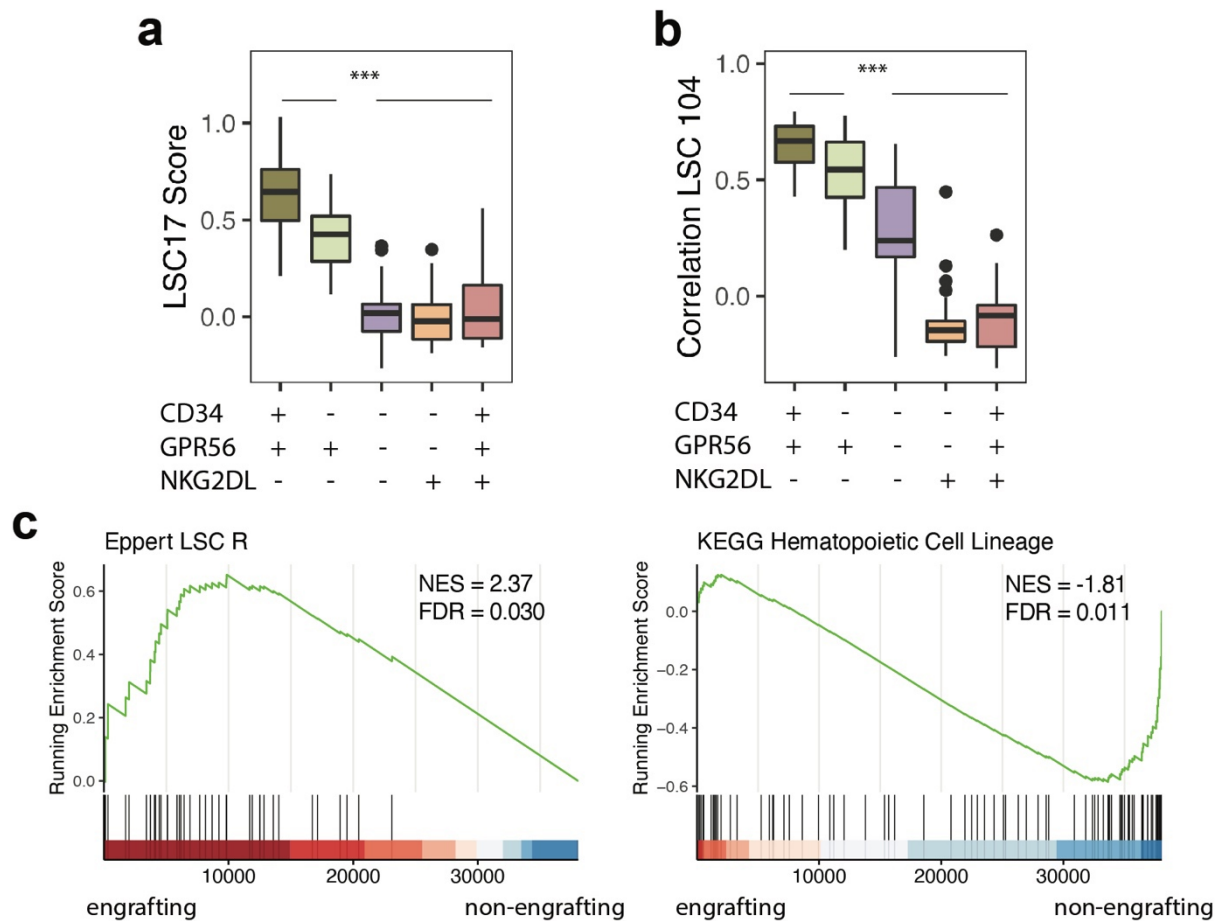 a
***
LSC17 Score
1.0
0.5
0.0
CD34 + - - - +
GPR56 + + - - +
NKG2DL - - - + +
b
***
Correlation LSC 104
1.0
0.5
0.0
CD34 + - - - +
GPR56 + + - - +
NKG2DL - - - + +
c
Eppert LSC R
NES = 2.37
FDR = 0.030
Running Enrichment Score
0.6
0.4
0.2
0.0
10000 20000 30000
engrafting non-engrafting
KEGG Hematopoietic Cell Lineage
NES = -1.81
FDR = 0.011
Running Enrichment Score
0.0
−0.2
−0.4
−0.6
10000 20000 30000
engrafting non-engrafting